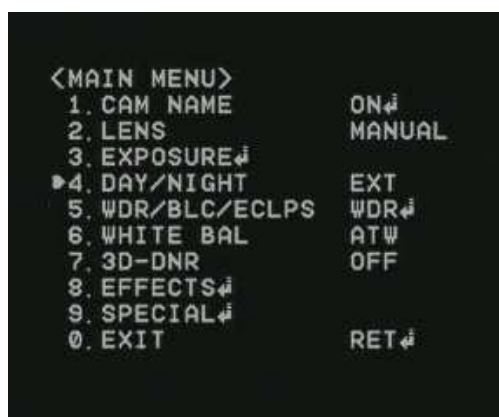 <MAIN MENU>
1. CAM NAME ON↲
2. LENS MANUAL
3. EXPOSURE↲
4. DAY/NIGHT EXT
5. WDR/BLC/ECLPS WDR↲
6. WHITE BAL ATW
7. 3D-DNR OFF
8. EFFECTS↲
9. SPECIAL↲
0. EXIT RET↲